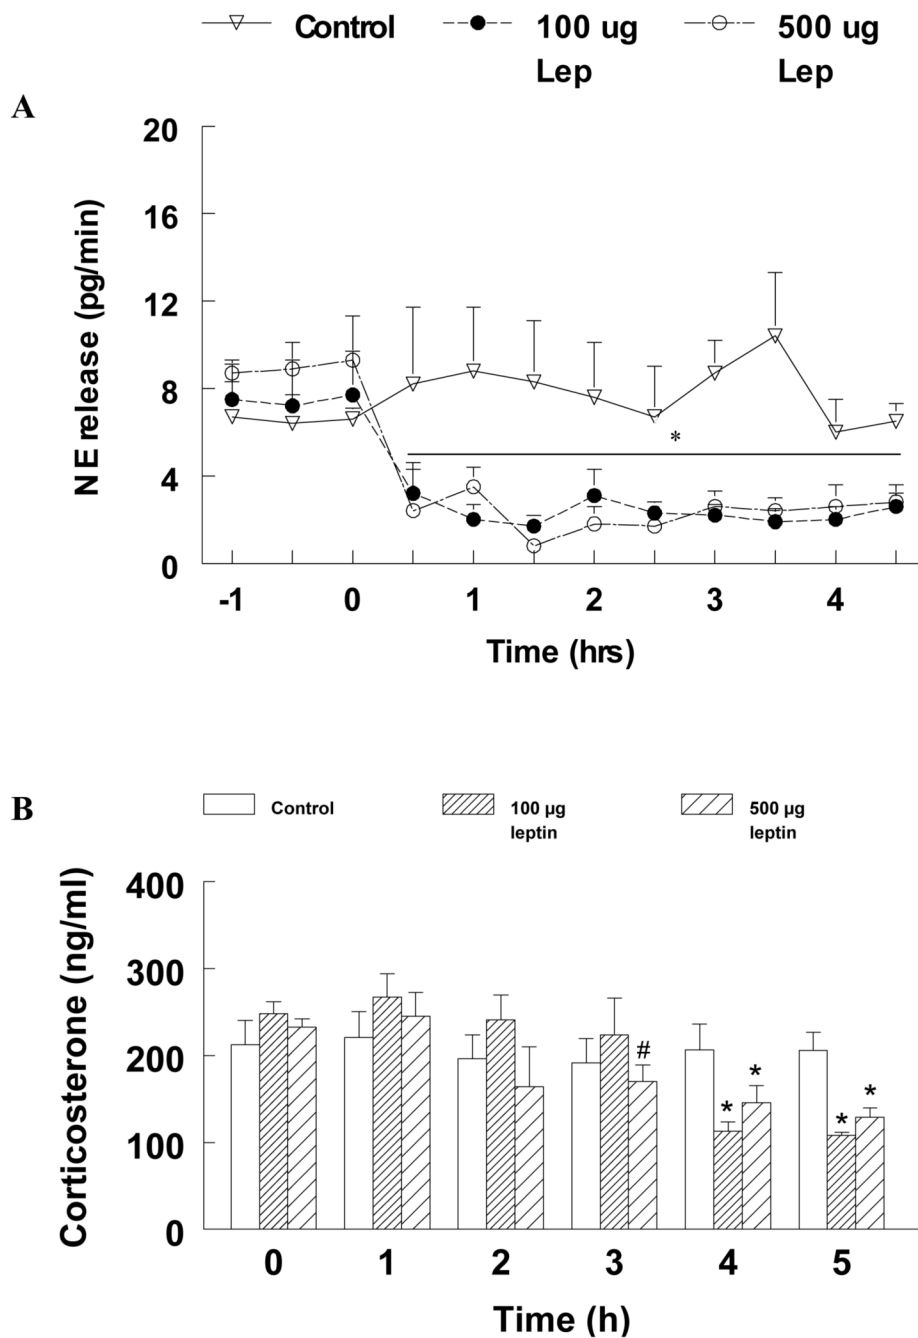 Control
100 ug
Lep
500 ug
Lep
A
20
16
12
8
4
0
NE release (pg/min)
*
-1 0 1 2 3 4
Time (hrs)
B
Control
100 µg
leptin
500 µg
leptin
400
300
200
100
0
Corticosterone (ng/ml)
#
*
*
*
*
0 1 2 3 4 5
Time (h)